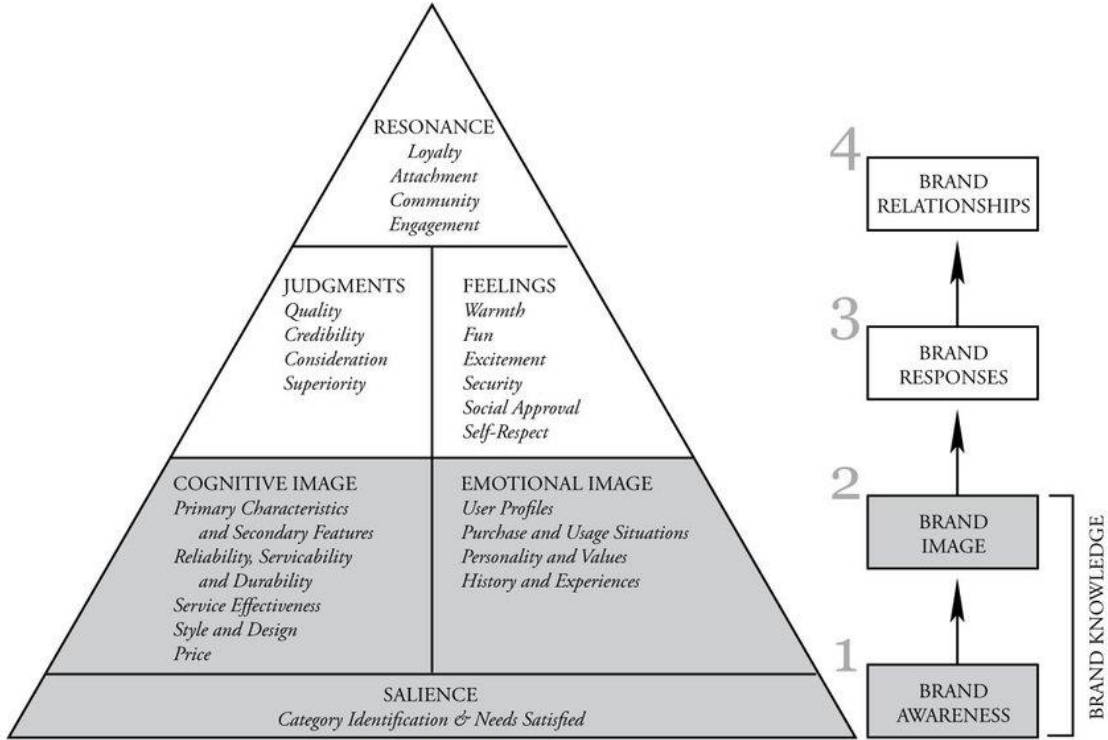 RESONANCE
Loyalty
Attachment
Community
Engagement
JUDGMENTS
Quality
Credibility
Consideration
Superiority
FEELINGS
Warmth
Fun
Excitement
Security
Social Approval
Self-Respect
COGNITIVE IMAGE
Primary Characteristics
and Secondary Features
Reliability, Servicability
and Durability
Service Effectiveness
Style and Design
Price
EMOTIONAL IMAGE
User Profiles
Purchase and Usage Situations
Personality and Values
History and Experiences
SALIENCE
Category Identification & Needs Satisfied
4
BRAND
RELATIONSHIPS
3
BRAND
RESPONSES
2
BRAND
IMAGE
1
BRAND
AWARENESS
BRAND KNOWLEDGE